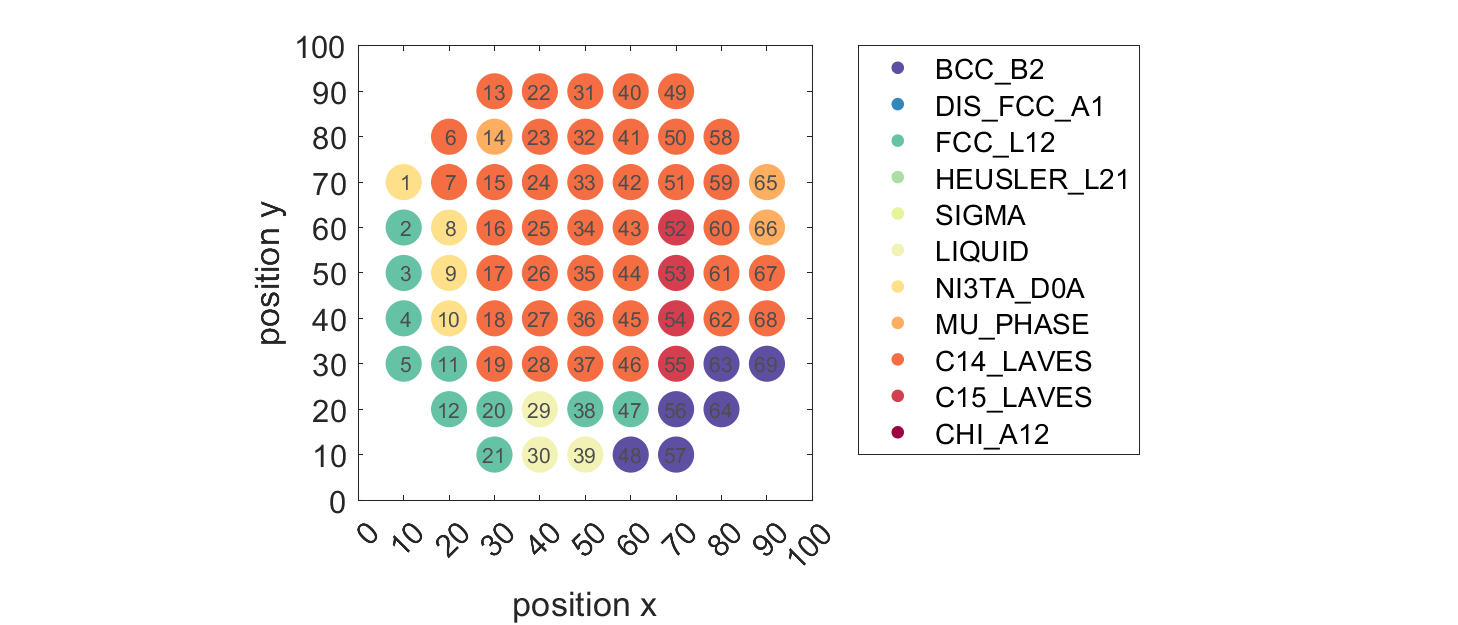 100
90
80
70
60
50
40
30
20
10
0
position y
13 22 31 40 49
6 14 23 32 41 50 58
1 7 15 24 33 42 51 59 65
2 8 16 25 34 43 52 60 66
3 9 17 26 35 44 53 61 67
4 10 18 27 36 45 54 62 68
5 11 19 28 37 46 55 63 69
12 20 29 38 47 56 64
21 30 39 48 57
0 10 20 30 40 50 60 70 80 90 100
position x
BCC_B2
DIS_FCC_A1
FCC_L12
HEUSLER_L21
SIGMA
LIQUID
NI3TA_D0A
MU_PHASE
C14_LAVES
C15_LAVES
CHI_A12